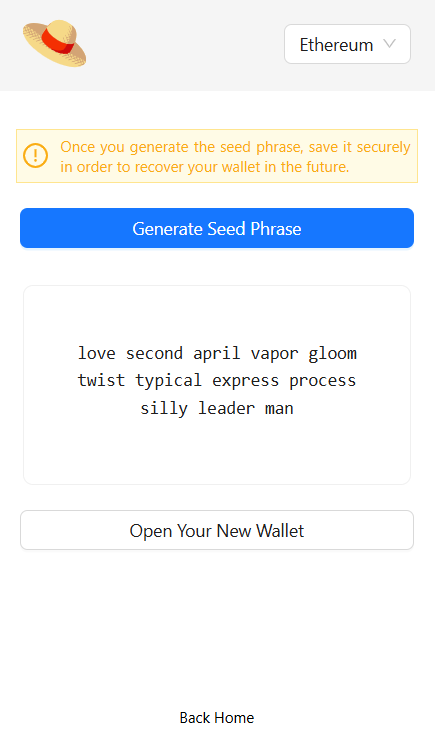 Ethereum
Once you generate the seed phrase, save it securely
in order to recover your wallet in the future.
Generate Seed Phrase
love second april vapor gloom
twist typical express process
silly leader man
Open Your New Wallet
Back Home